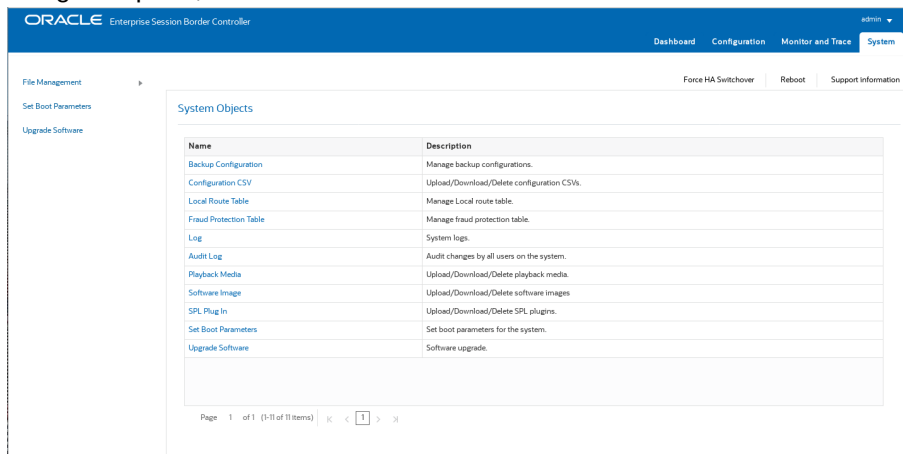 ORACLE Enterprise Session Border Controller
admin
Dashboard Configuration Monitor and Trace System
Force HA Switchover Reboot Support information
File Management
Set Boot Parameters
Upgrade Software
System Objects
Name Description
Backup Configuration Manage backup configurations.
Configuration CSV Upload/Download/Delete configuration CSVs.
Local Route Table Manage Local route table.
Fraud Protection Table Manage fraud protection table.
Log System logs.
Audit Log Audit changes by all users on the system.
Playback Media Upload/Download/Delete playback media.
Software Image Upload/Download/Delete software images
SPL Plug In Upload/Download/Delete SPL plugins.
Set Boot Parameters Set boot parameters for the system.
Upgrade Software Software upgrade.
Page 1 of 1 (1-11 of 11 items) 1